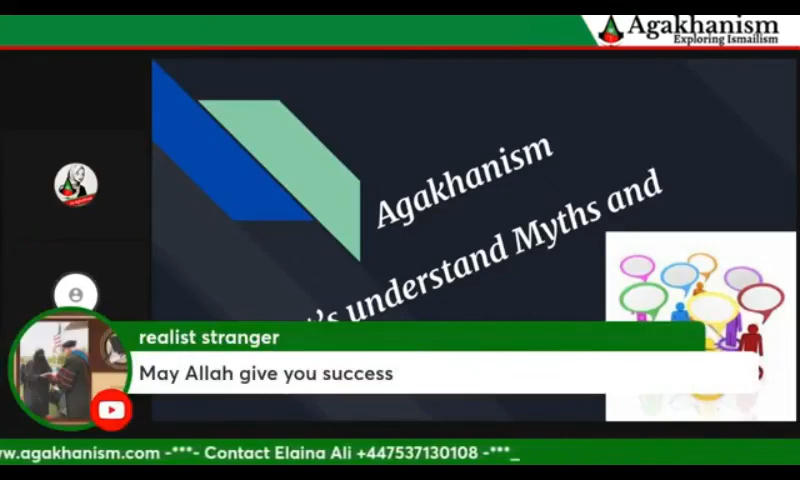 Agakhanism
Exploring Ismailism
Agakhanism
understand Myths and
realist stranger
May Allah give you success
w.agakhanism.com -***- Contact Elaina Ali +447537130108 -***_